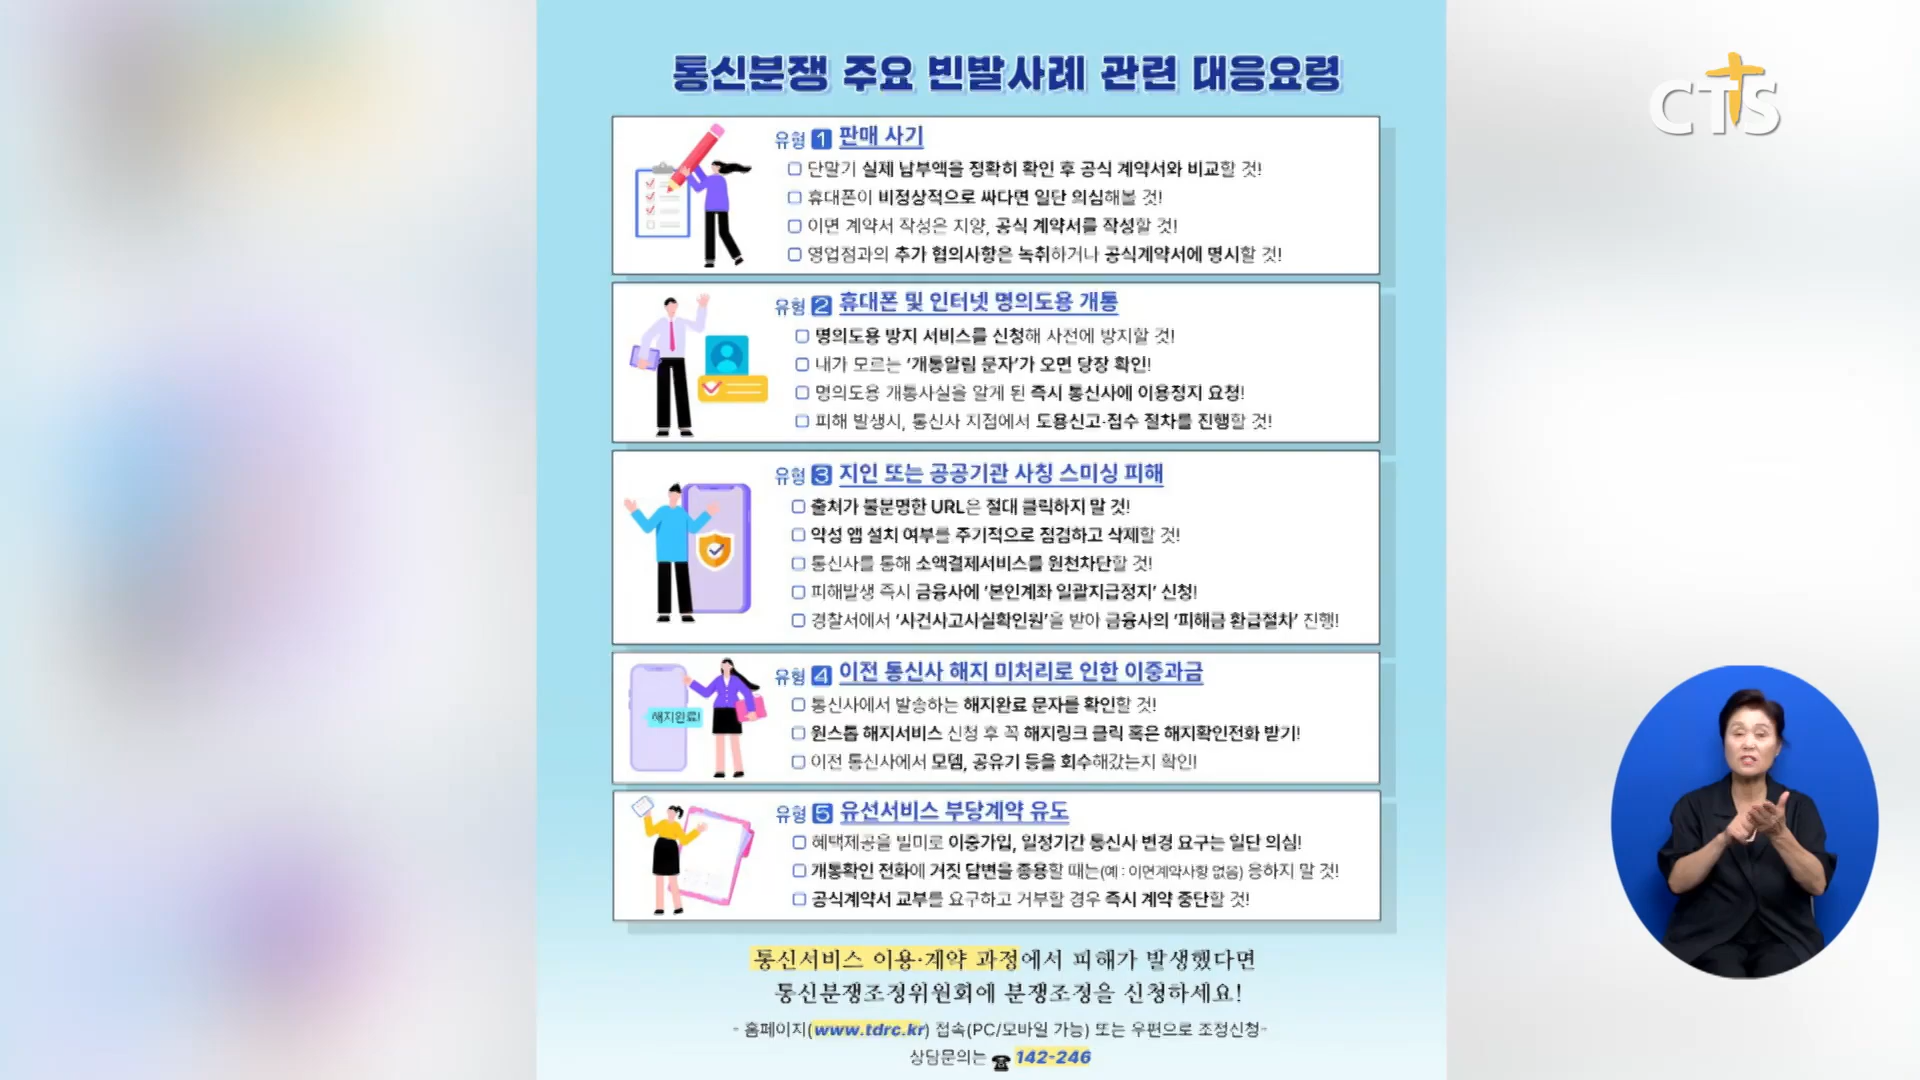 통신분쟁 주요 빈발사례 관련 대응요령
CTS
유형 1 판매 사기
단말기 실제 납부액을 정확히 확인 후 공식 계약서와 비교할 것!
휴대폰이 비정상적으로 싸다면 일단 의심해볼 것!
이면 계약서 작성은 지양, 공식 계약서를 작성할 것!
영업점과의 추가 협의사항은 녹취하거나 공식계약서에 명시할 것!
유형 2 휴대폰 및 인터넷 명의도용 개통
명의도용 방지 서비스를 신청해 사전에 방지할 것!
내가 모르는 '개통알림 문자'가 오면 당장 확인!
명의도용 개통사실을 알게 된 즉시 통신사에 이용정지 요청!
피해 발생시, 통신사 지점에서 도용신고·접수 절차를 진행할 것!
유형 3 지인 또는 공공기관 사칭 스미싱 피해
출처가 불분명한 URL은 절대 클릭하지 말 것!
악성 앱 설치 여부를 주기적으로 점검하고 삭제할 것!
통신사를 통해 소액결제서비스를 원천차단할 것!
피해발생 즉시 금융사에 '본인계좌 일괄지급정지' 신청!
경찰서에서 '사건사고사실확인원'을 받아 금융사의 '피해금 환급절차' 진행!
유형 4 이전 통신사 해지 미처리로 인한 이중과금
해지완료!
통신사에서 발송하는 해지완료 문자를 확인할 것!
원스톱 해지서비스 신청 후 꼭 해지링크 클릭 혹은 해지확인전화 받기!
이전 통신사에서 모뎀, 공유기 등을 회수해갔는지 확인!
유형 5 유선서비스 부당계약 유도
혜택제공을 빌미로 이중가입, 일정기간 통신사 변경 요구는 일단 의심!
개통확인 전화에 거짓 답변을 종용할 때는(예 : 이면계약사항 없음) 응하지 말 것!
공식계약서 교부를 요구하고 거부할 경우 즉시 계약 중단할 것!
통신서비스 이용·계약 과정에서 피해가 발생했다면
통신분쟁조정위원회에 분쟁조정을 신청하세요!
- 홈페이지(www.tdrc.kr) 접속(PC/모바일 가능) 또는 우편으로 조정신청-
상담문의는 ☎ 142-246